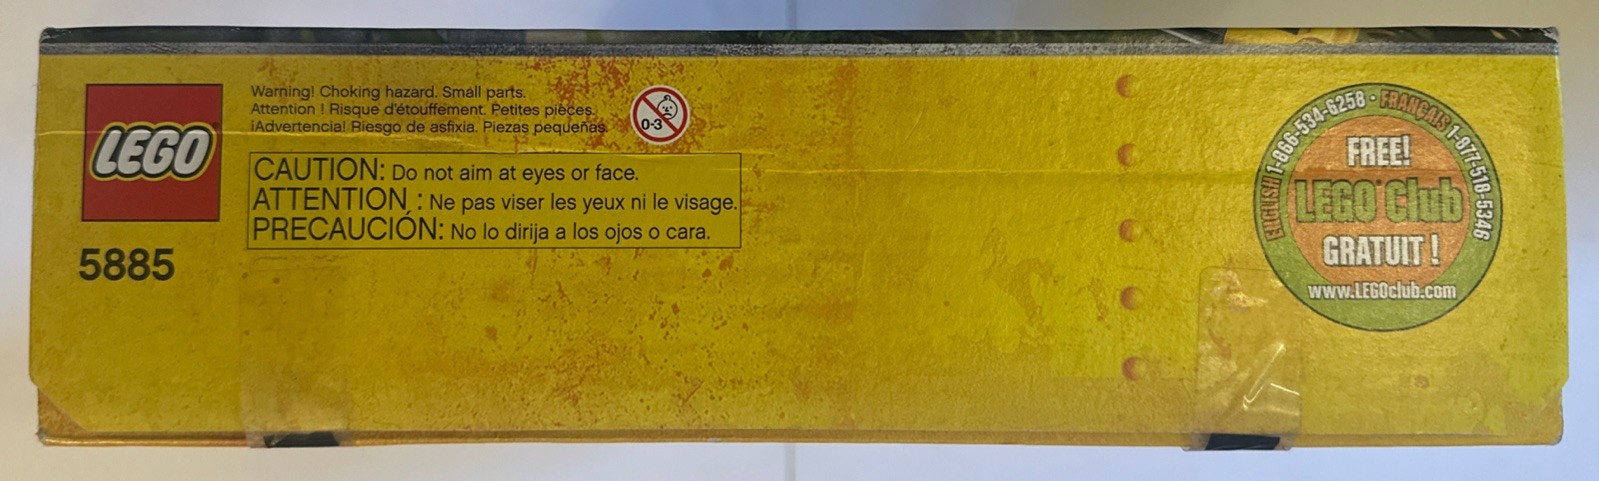 LEGO®
5885
Warning! Choking hazard. Small parts.
Attention ! Risque d'étouffement. Petites pièces.
¡Advertencia! Riesgo de asfixia. Piezas pequeñas.
0-3
CAUTION: Do not aim at eyes or face.
ATTENTION : Ne pas viser les yeux ni le visage.
PRECAUCIÓN: No lo dirija a los ojos o cara.
ENGLISH 1-866-534-6258 • FRANÇAIS 1-877-518-5346
FREE!
LEGO® Club
GRATUIT !
www.LEGOclub.com